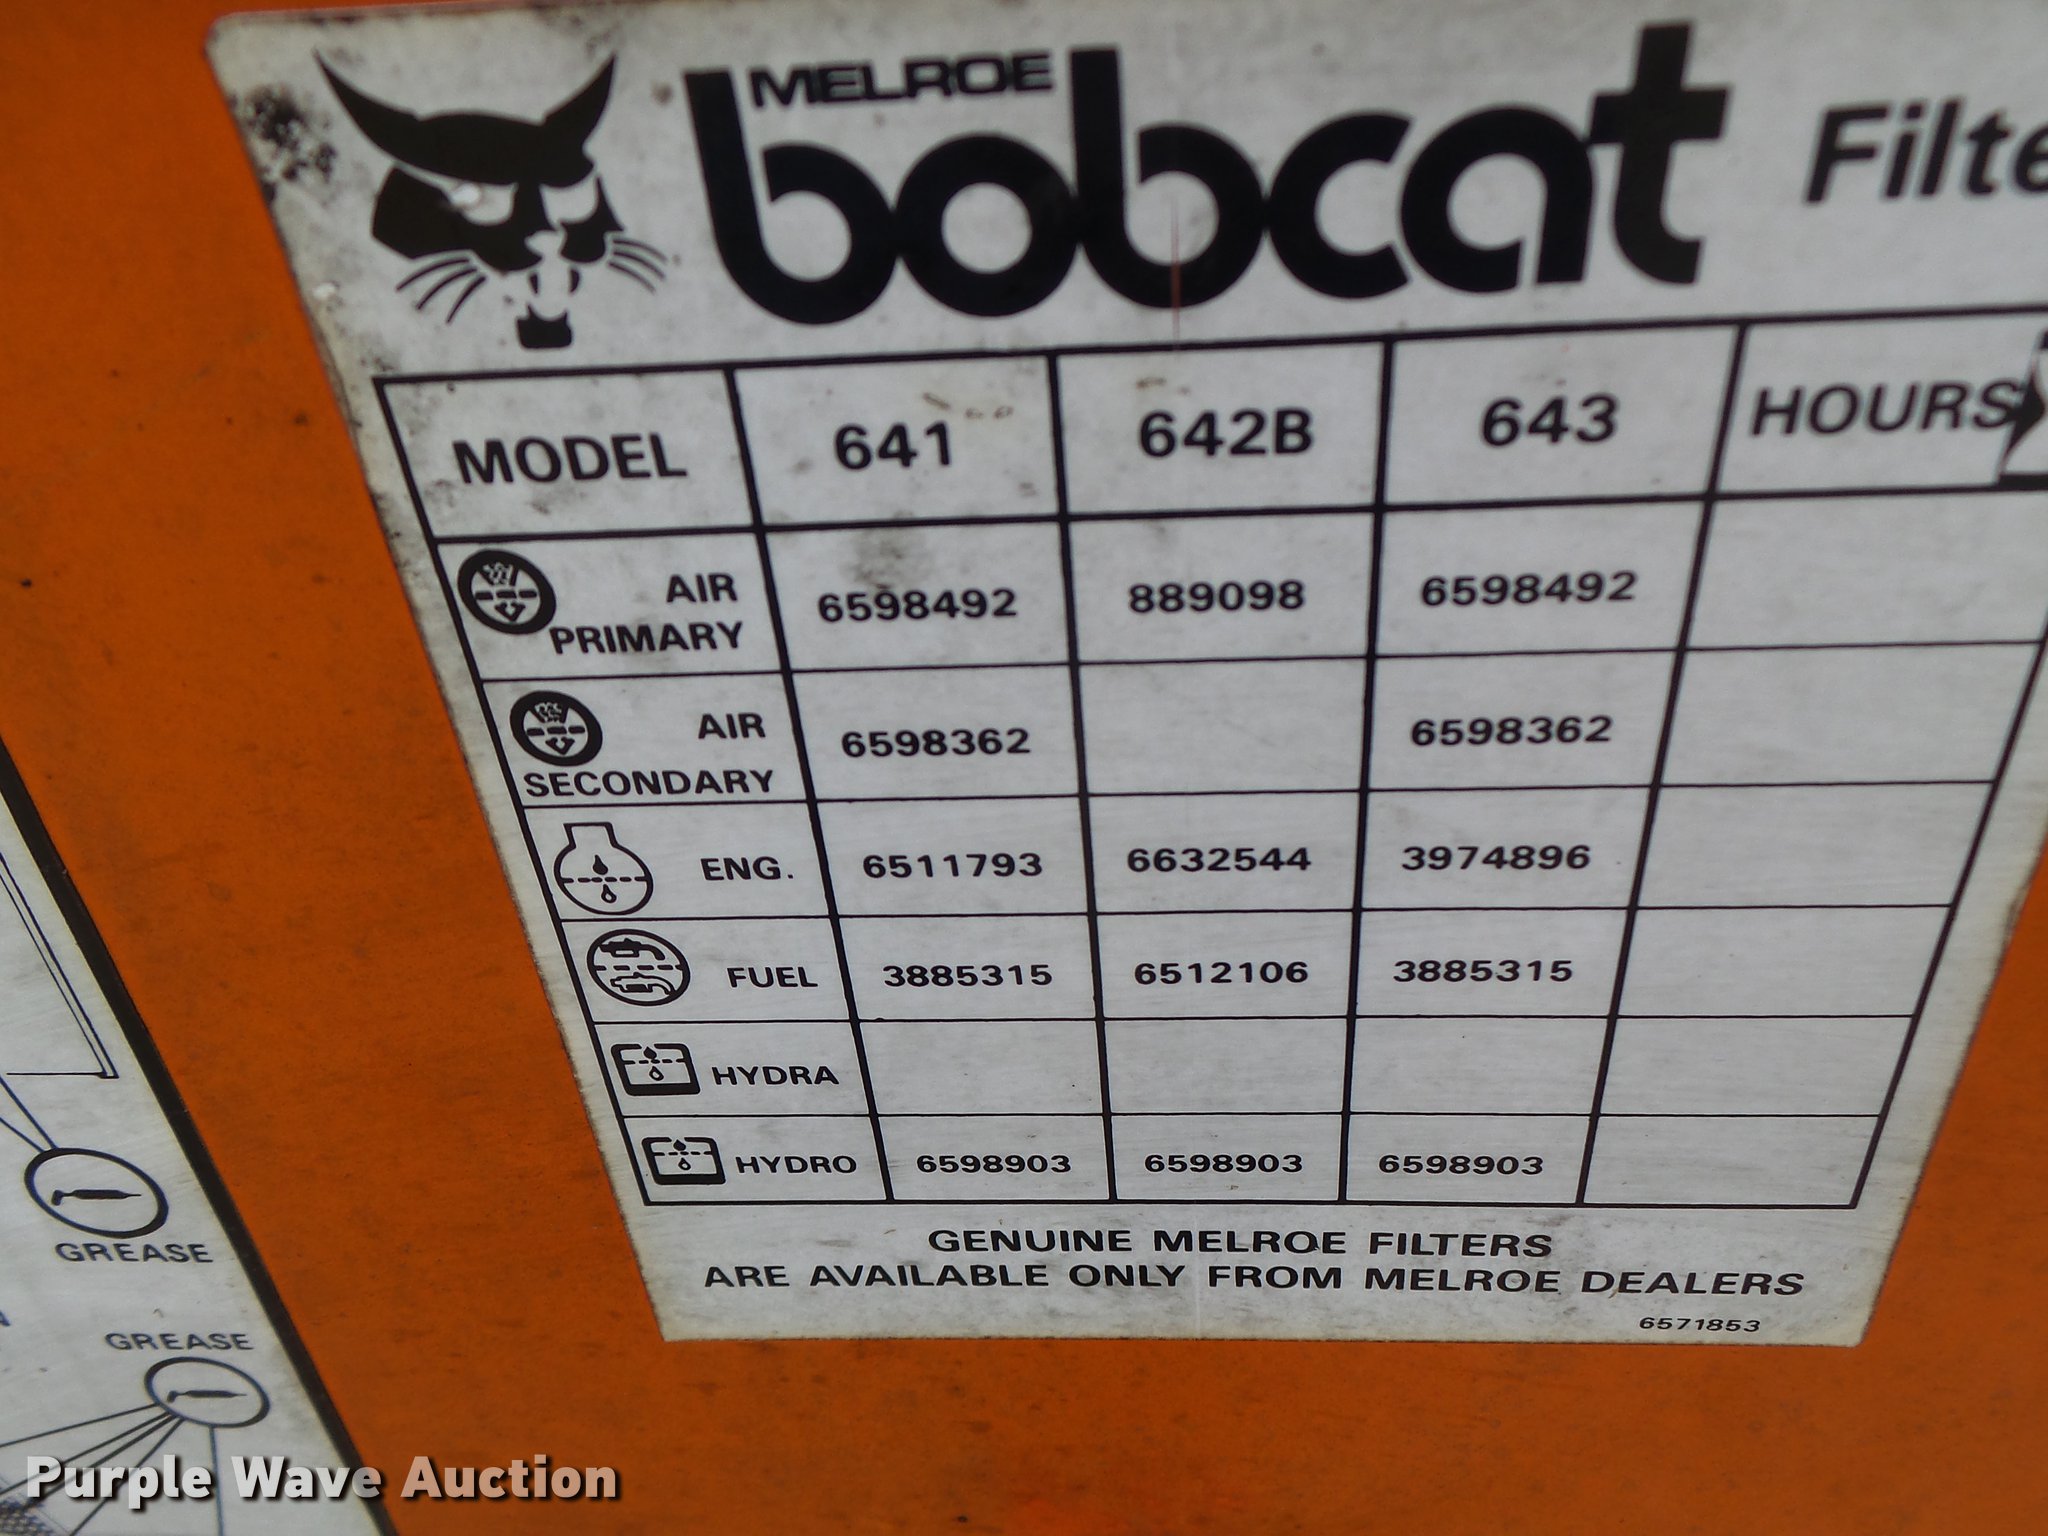 MELROE
bobcat Filte
MODEL 641 642B 643 HOURS
AIR PRIMARY 6598492 889098 6598492
AIR SECONDARY 6598362 6598362
ENG. 6511793 6632544 3974896
FUEL 3885315 6512106 3885315
HYDRA
HYDRO 6598903 6598903 6598903
GENUINE MELROE FILTERS
ARE AVAILABLE ONLY FROM MELROE DEALERS
6571853
GREASE
GREASE
Purple Wave Auction